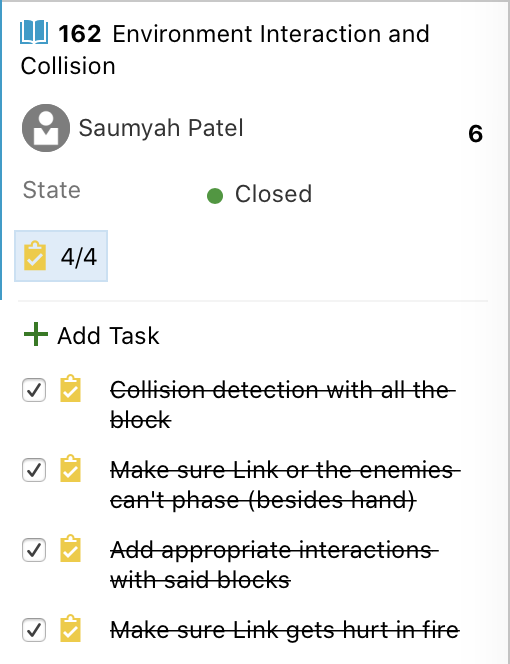 162 Environment Interaction and
Collision
Saumyah Patel
6
State
Closed
4/4
Add Task
Collision detection with all the
block
Make sure Link or the enemies
can't phase (besides hand)
Add appropriate interactions
with said blocks
Make sure Link gets hurt in fire